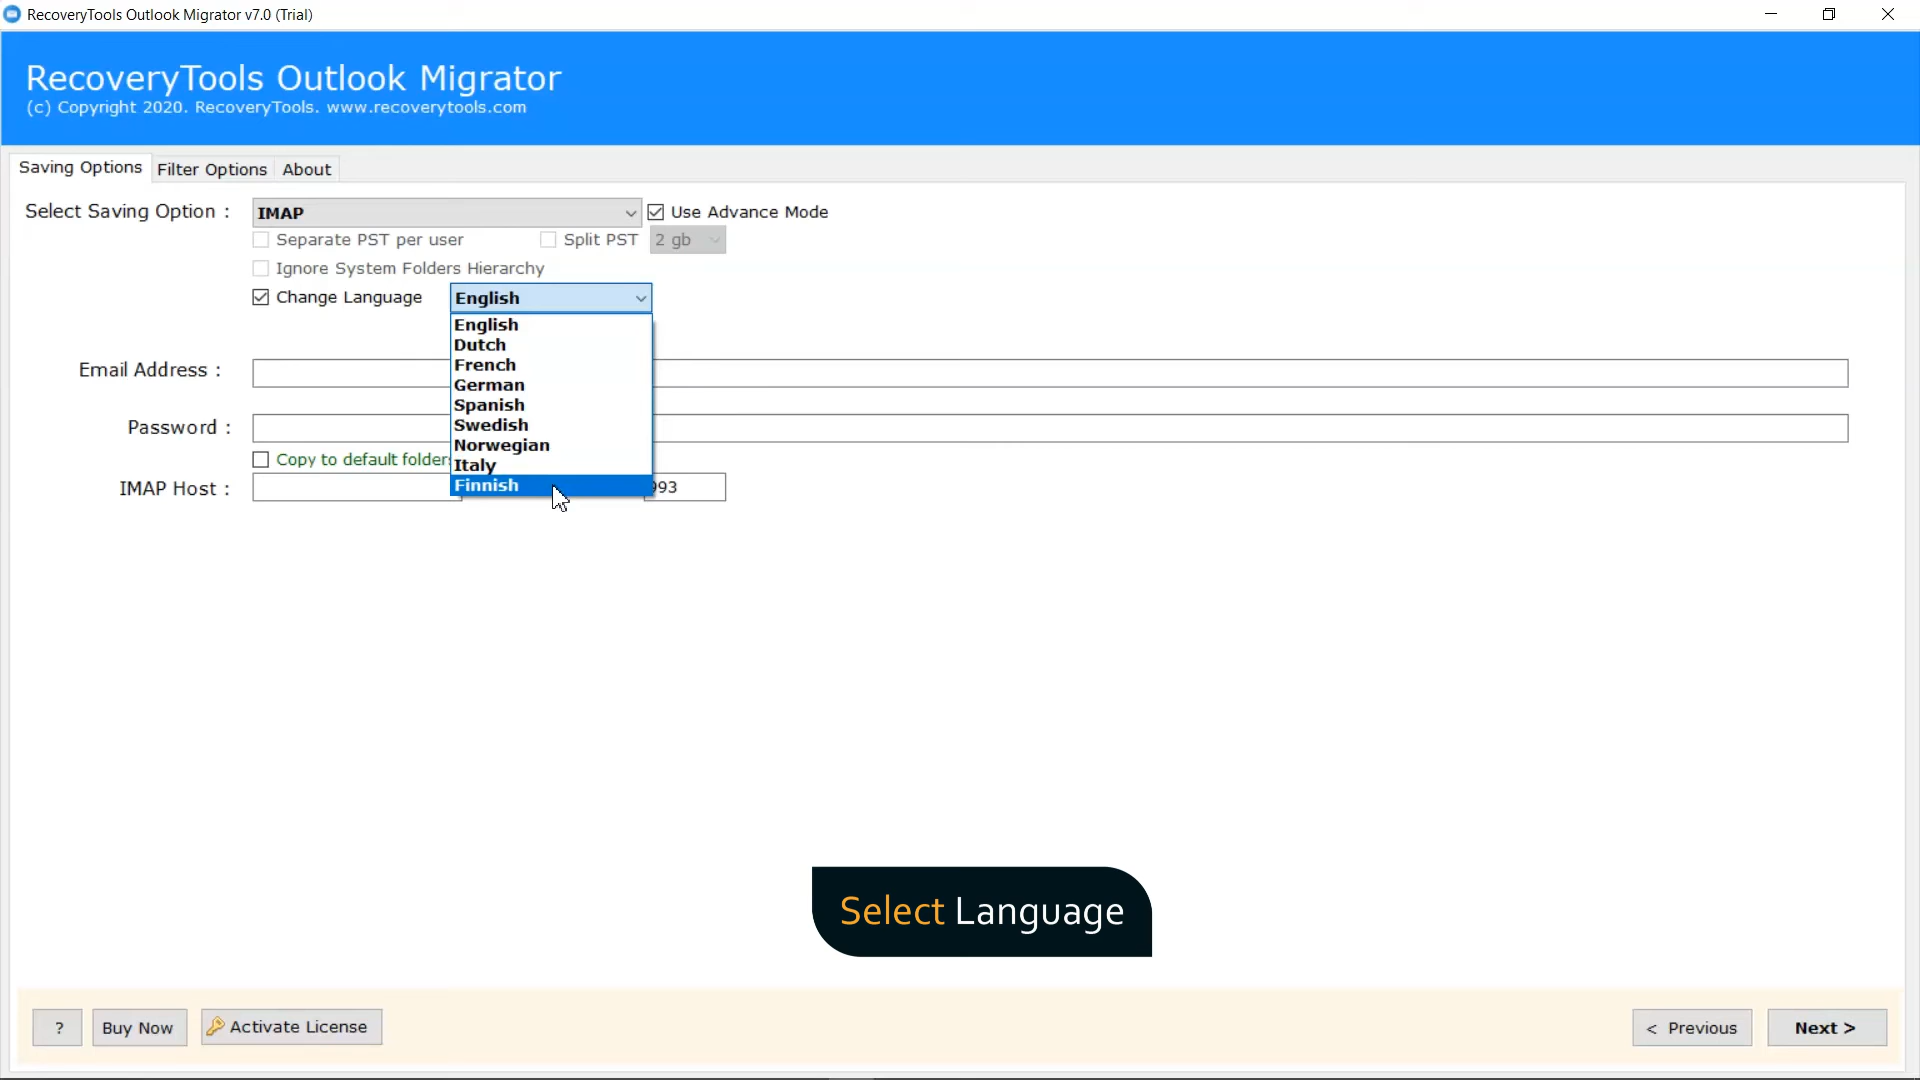 RecoveryTools Outlook Migrator v7.0 (Trial)
RecoveryTools Outlook Migrator
(c) Copyright 2020. RecoveryTools. www.recoverytools.com
Saving Options Filter Options About
Select Saving Option : IMAP Use Advance Mode
Separate PST per user Split PST 2 gb
Ignore System Folders Hierarchy
Change Language English
English
Dutch
French
Email Address :
German
Spanish
Password : Swedish
Norwegian
Copy to default folders Italy
IMAP Host : Finnish 993
Select Language
? Buy Now Activate License < Previous Next >